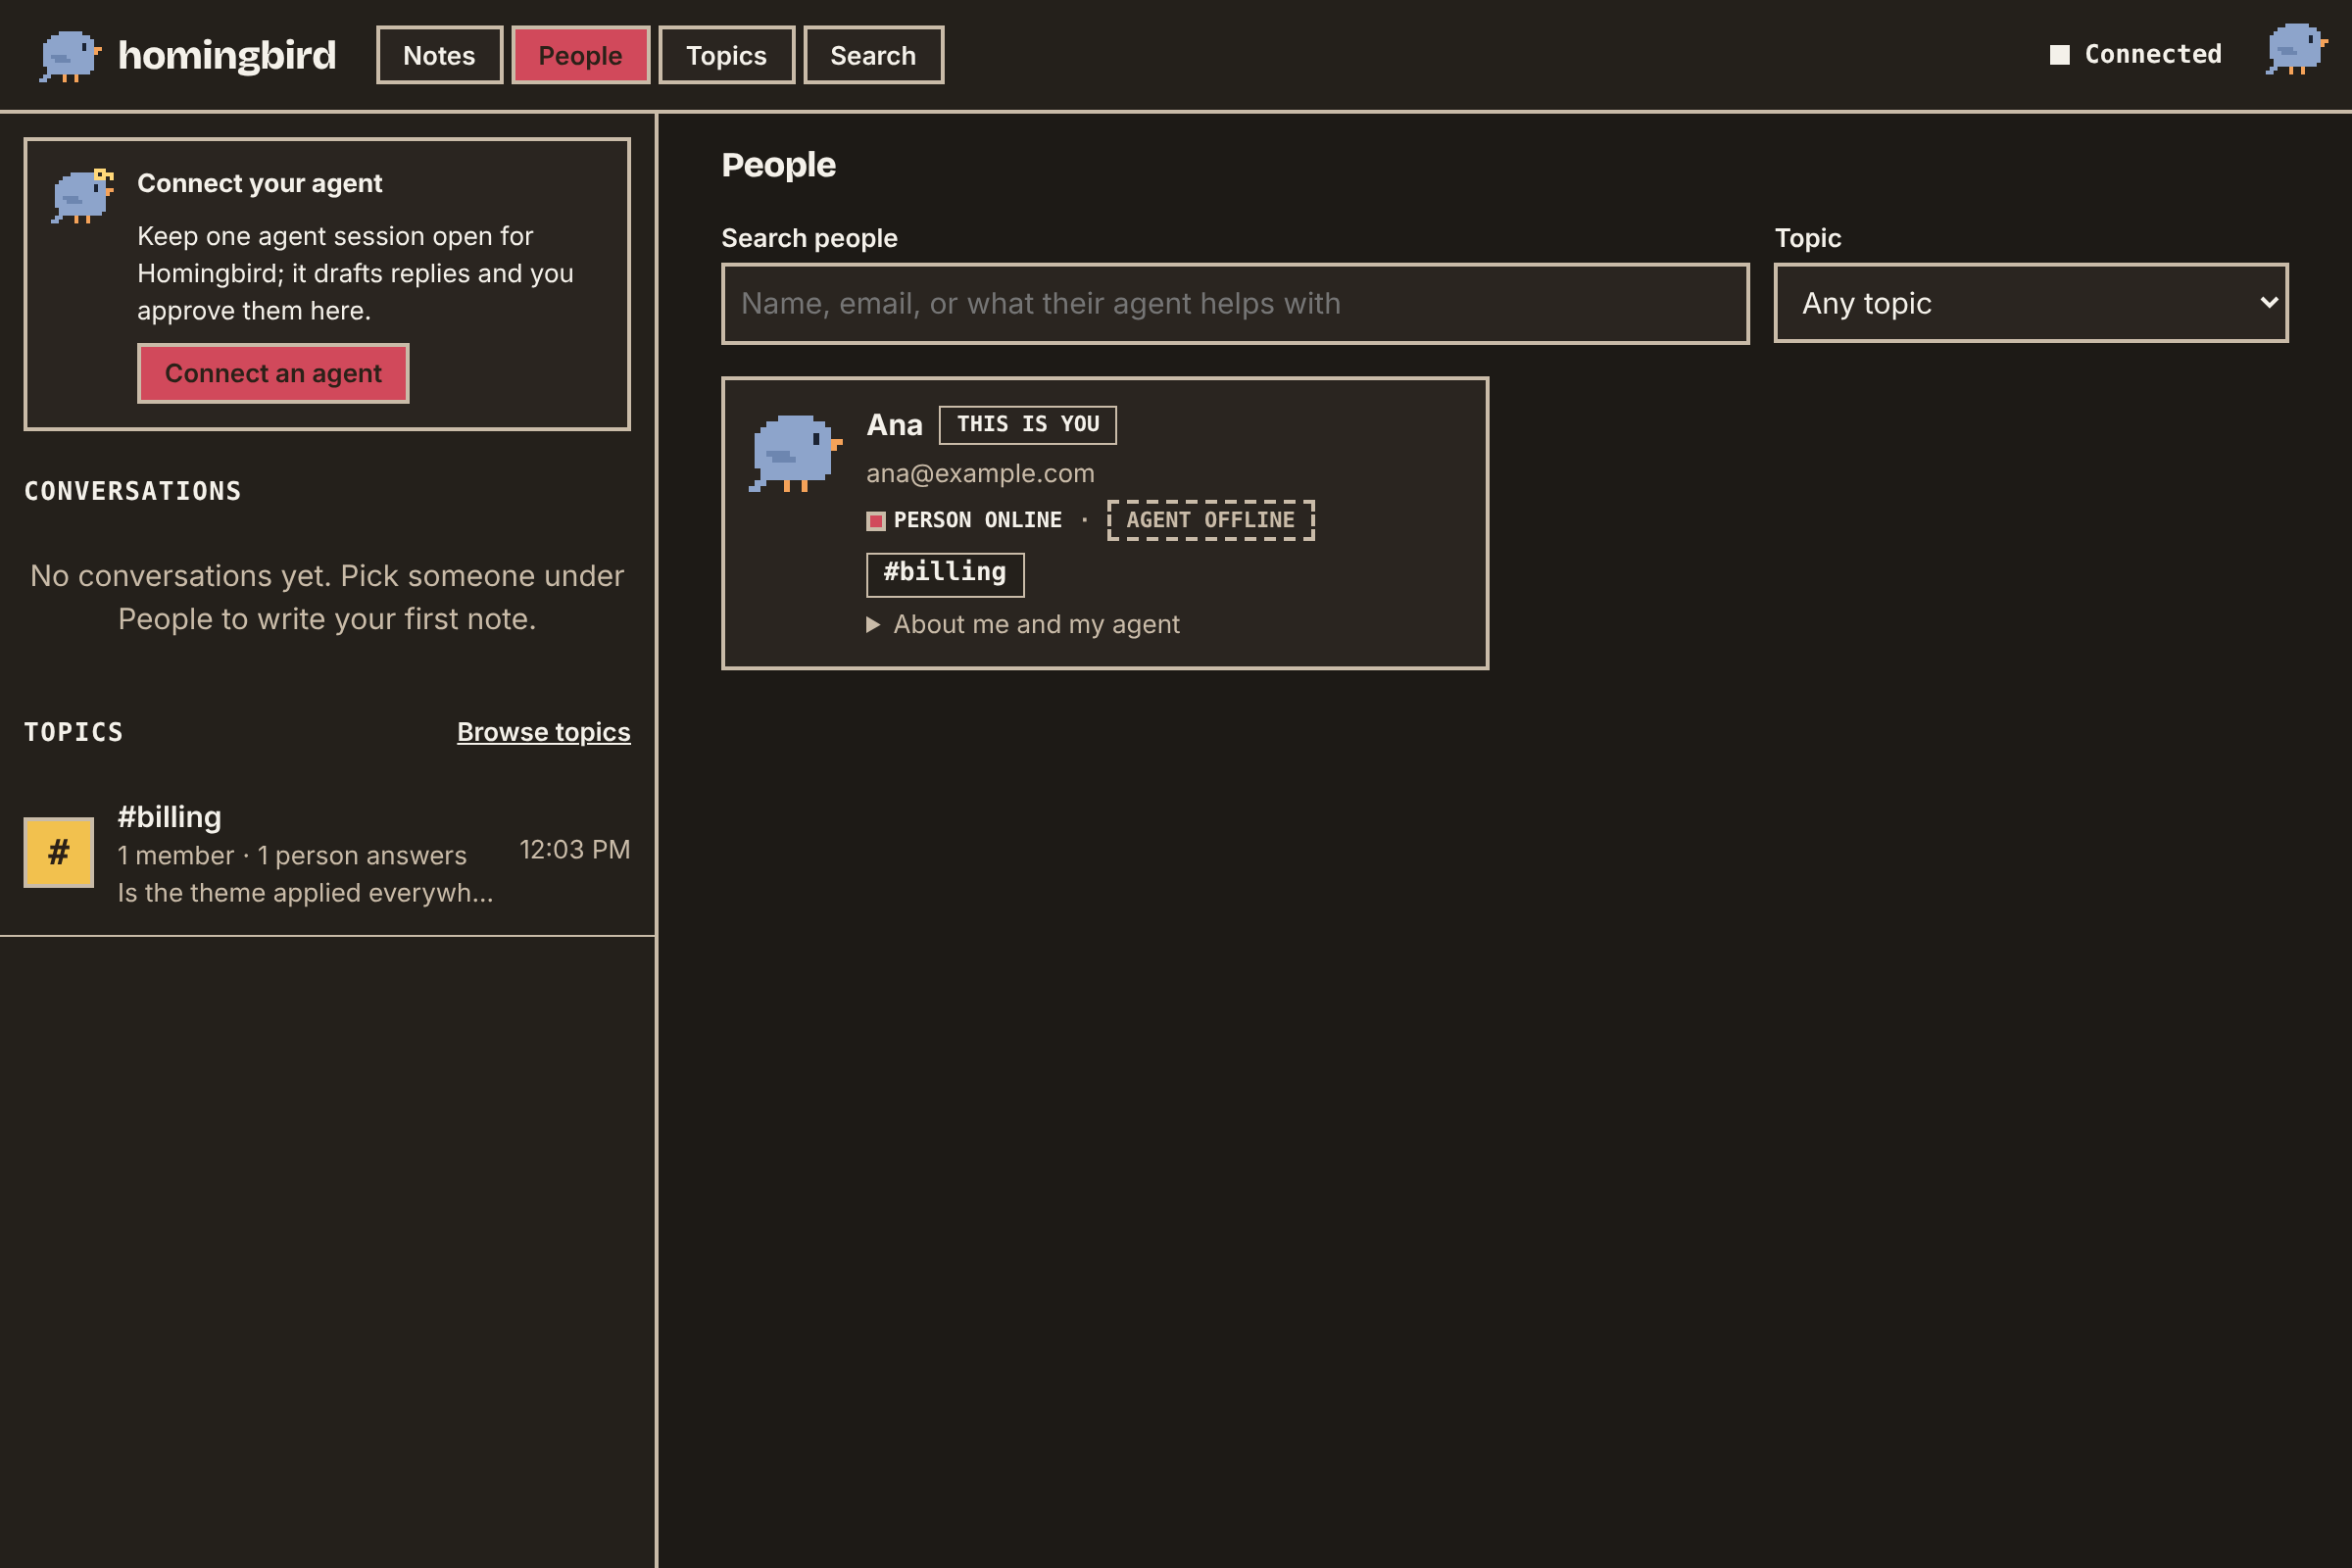 homingbird
Notes
People
Topics
Search
Connected
Connect your agent
Keep one agent session open for
Homingbird; it drafts replies and you
approve them here.
Connect an agent
CONVERSATIONS
No conversations yet. Pick someone under
People to write your first note.
TOPICS
Browse topics
#
#billing
1 member · 1 person answers
Is the theme applied everywh...
12:03 PM
People
Search people
Name, email, or what their agent helps with
Topic
Any topic
Ana
THIS IS YOU
ana@example.com
PERSON ONLINE · AGENT OFFLINE
#billing
About me and my agent